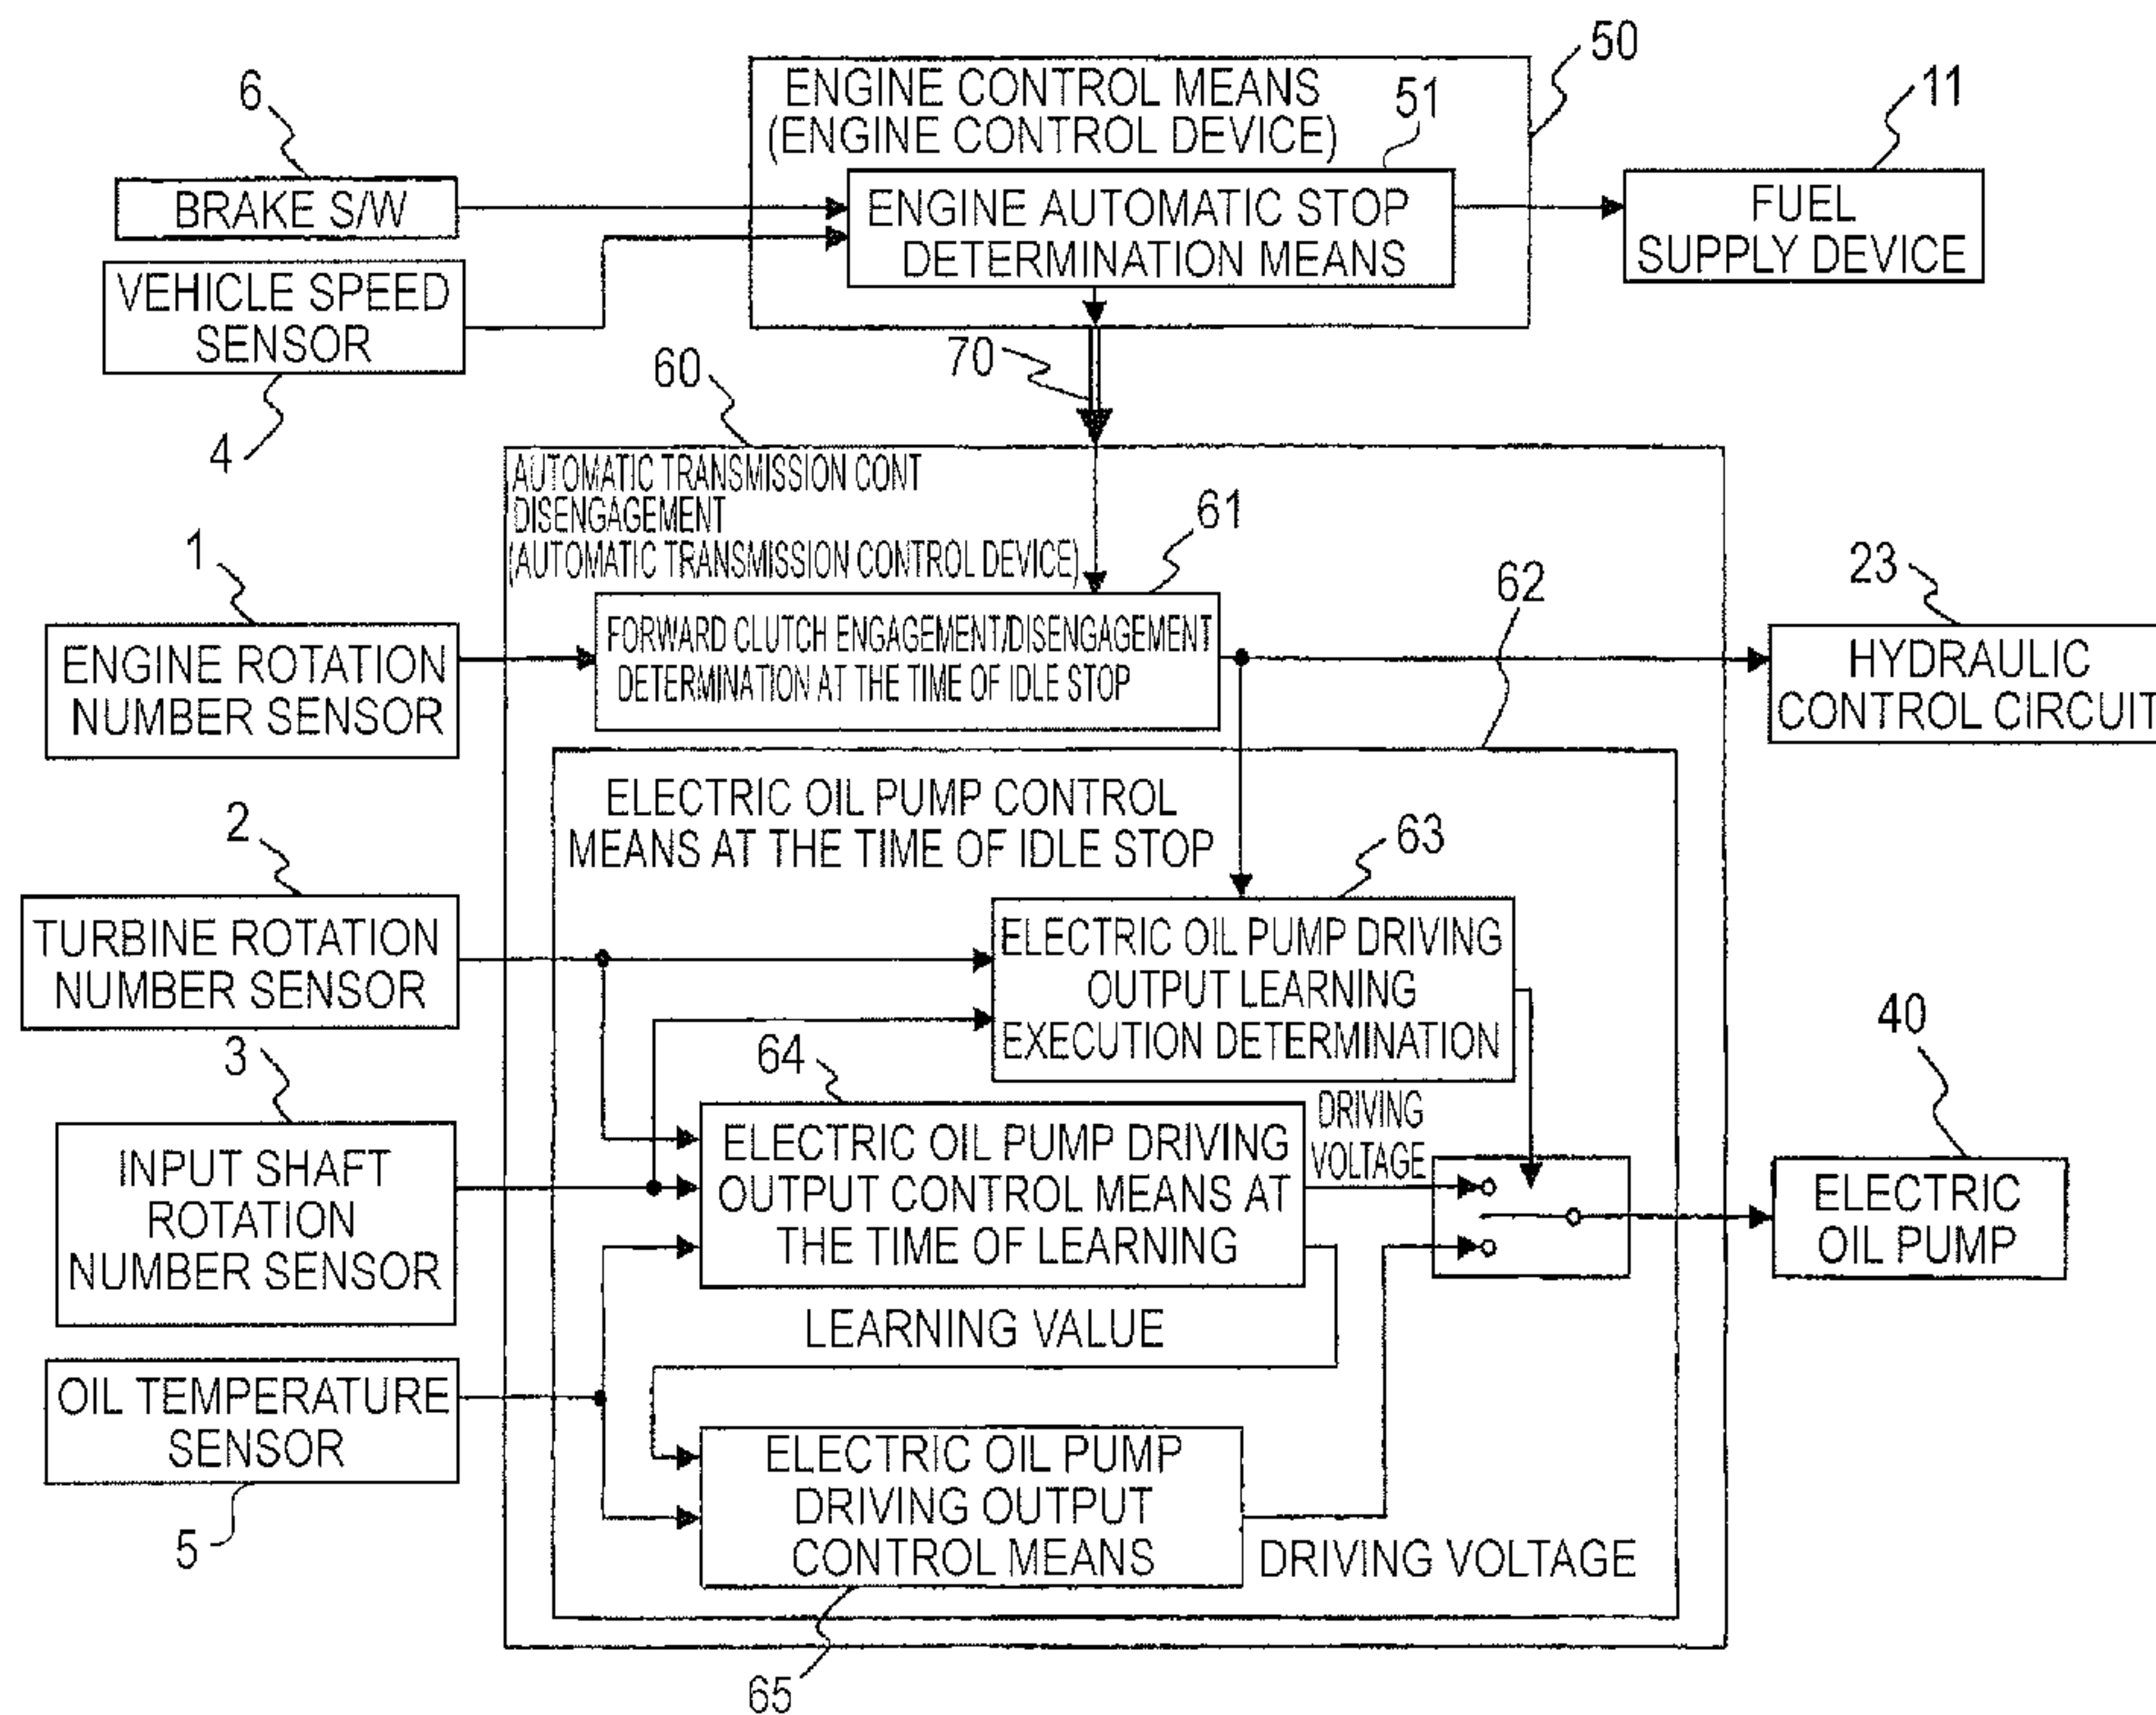 50
ENGINE CONTROL MEANS
(ENGINE CONTROL DEVICE)
51
11
6
BRAKE S/W
ENGINE AUTOMATIC STOP
DETERMINATION MEANS
FUEL
SUPPLY DEVICE
VEHICLE SPEED
SENSOR
4
70
60
AUTOMATIC TRANSMISSION CONT
DISENGAGEMENT
(AUTOMATIC TRANSMISSION CONTROL DEVICE)
61
62
23
1
ENGINE ROTATION
NUMBER SENSOR
FORWARD CLUTCH ENGAGEMENT/DISENGAGEMENT
DETERMINATION AT THE TIME OF IDLE STOP
HYDRAULIC
CONTROL CIRCUIT
ELECTRIC OIL PUMP CONTROL
MEANS AT THE TIME OF IDLE STOP
63
2
TURBINE ROTATION
NUMBER SENSOR
ELECTRIC OIL PUMP DRIVING
OUTPUT LEARNING
EXECUTION DETERMINATION
3
64
40
INPUT SHAFT
ROTATION
NUMBER SENSOR
ELECTRIC OIL PUMP DRIVING
OUTPUT CONTROL MEANS AT
THE TIME OF LEARNING
DRIVING
VOLTAGE
ELECTRIC
OIL PUMP
LEARNING VALUE
OIL TEMPERATURE
SENSOR
5
ELECTRIC OIL PUMP
DRIVING OUTPUT
CONTROL MEANS
DRIVING VOLTAGE
65